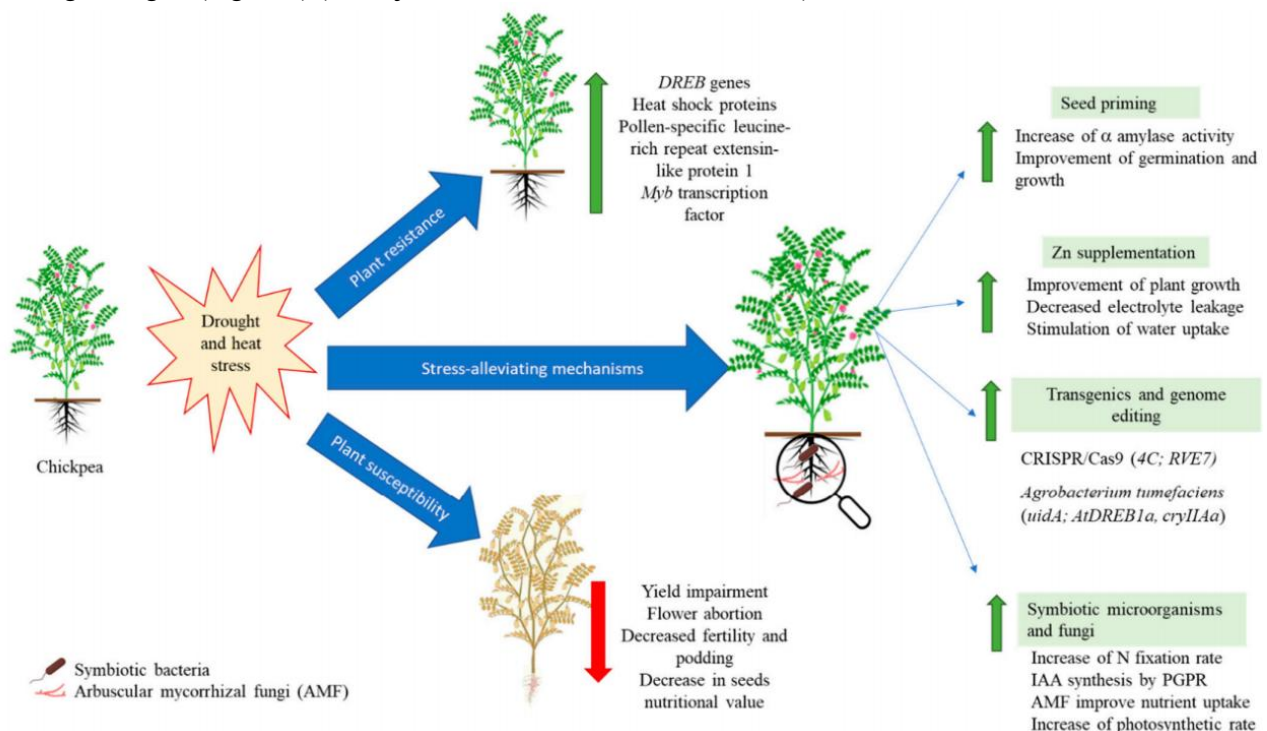 DREB genes
Heat shock proteins
Pollen-specific leucine-
rich repeat extensin-
like protein 1
Myb transcription
factor
Plant resistance
Drought
and heat
stress
Stress-alleviating mechanisms
Chickpea
Plant susceptibility
Yield impairment
Flower abortion
Decreased fertility and
podding
Decrease in seeds
nutritional value
Symbiotic bacteria
Arbuscular mycorrhizal fungi (AMF)
Seed priming
Increase of α amylase activity
Improvement of germination and
growth
Zn supplementation
Improvement of plant growth
Decreased electrolyte leakage
Stimulation of water uptake
Transgenics and genome
editing
CRISPR/Cas9 (4C; RVE7)
Agrobacterium tumefaciens
(uidA; AtDREB1a, cryIIAa)
Symbiotic microorganisms
and fungi
Increase of N fixation rate
IAA synthesis by PGPR
AMF improve nutrient uptake
Increase of photosynthetic rate